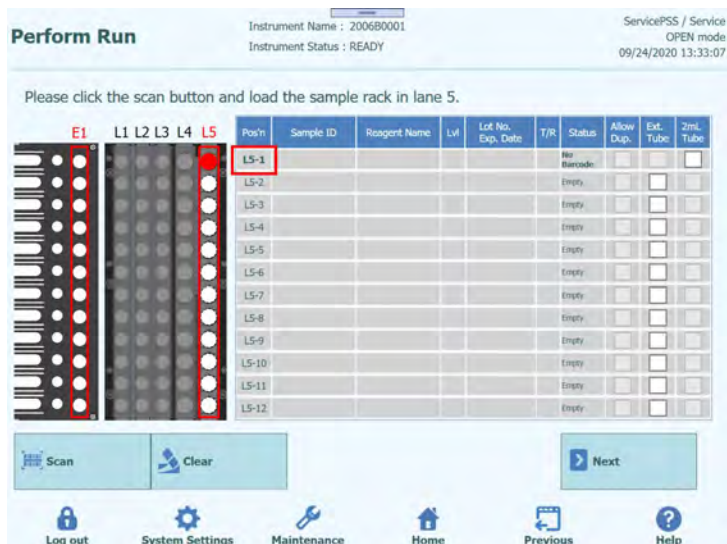 Perform Run
Instrument Name : 200680001
Instrument Status : READY
ServicePSS / Service
OPEN mode
09/24/2020 13:33:07
Please click the scan button and load the sample rack in lane 5.
E1 L1 L2 L3 L4 L5
Pos'n Sample ID Reagent Name Lvl Lot No. Exp. Date T/R Status Allow Dup. Ext. Tube 2mL Tube
L5-1 No Barcode
L5-2 Empty
L5-3 Empty
L5-4 Empty
L5-5 Empty
L5-6 Empty
L5-7 Empty
L5-8 Empty
L5-9 Empty
L5-10 Empty
L5-11 Empty
L5-12 Empty
Scan Clear Next
Log out System Settings Maintenance Home Previous Help